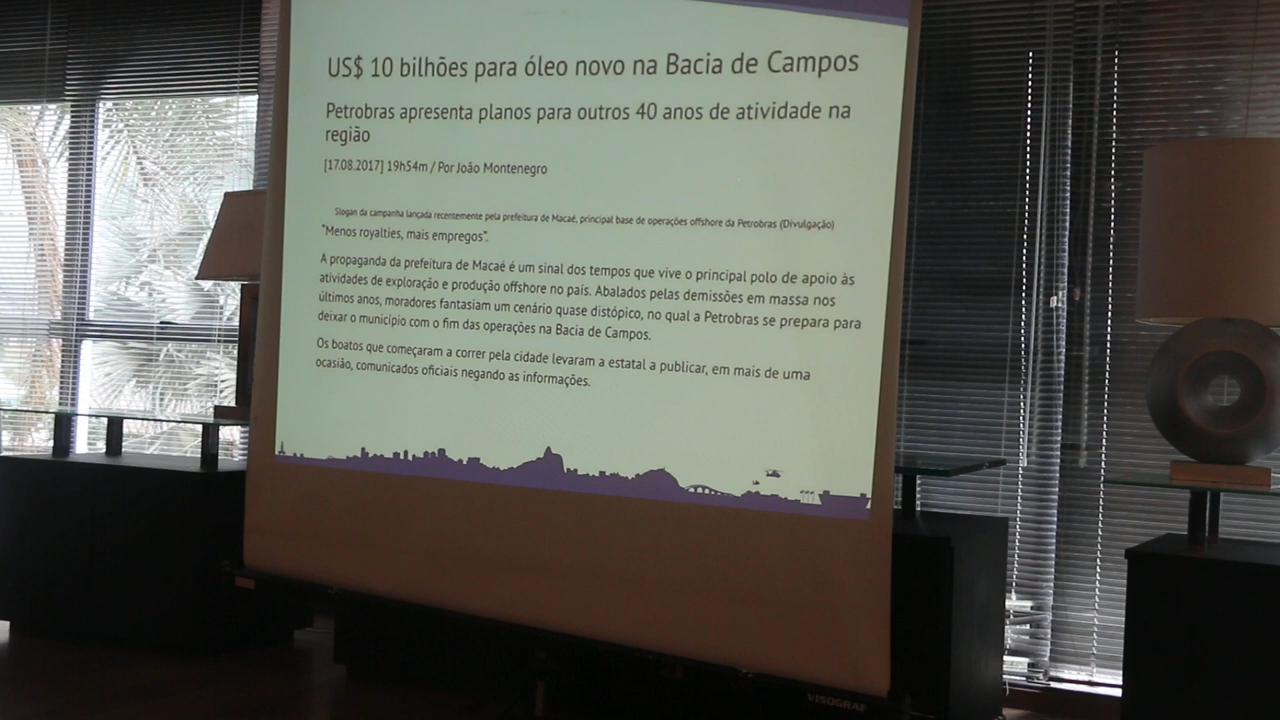 US$ 10 bilhões para óleo novo na Bacia de Campos
Petrobras apresenta planos para outros 40 anos de atividade na
região
[17.08.2017] 19h54m / Por João Montenegro
Slogan da campanha lançada recentemente pela prefeitura de Macaé, principal base de operações offshore da Petrobras (Divulgação)
"Menos royalties, mais empregos".
A propaganda da prefeitura de Macaé é um sinal dos tempos que vive o principal polo de apoio às
atividades de exploração e produção offshore no país. Abalados pelas demissões em massa nos
últimos anos, moradores fantasiam um cenário quase distópico, no qual a Petrobras se prepara para
deixar o município com o fim das operações na Bacia de Campos.
Os boatos que começaram a correr pela cidade levaram a estatal a publicar, em mais de uma
ocasião, comunicados oficiais negando as informações.
VISOGRAF